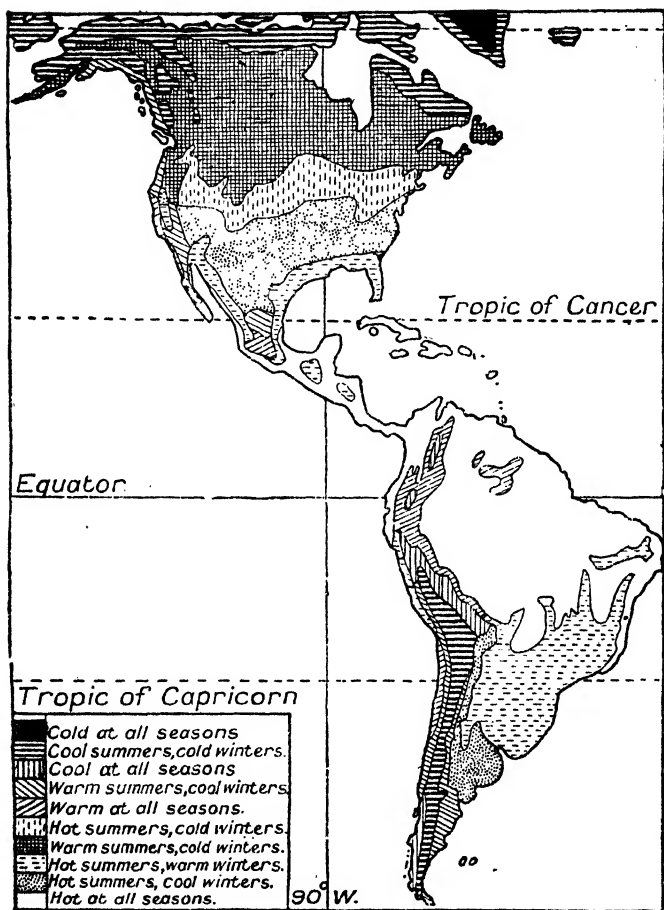 Tropic of Cancer
Equator
Tropic of Capricorn
Cold at all seasons
Cool summers, cold winters.
Cool at all seasons
Warm summers, cool winters.
Warm at all seasons.
Hot summers, cold winters.
Warm summers, cold winters.
Hot summers, warm winters.
Hot summers, cool winters.
Hot at all seasons.
90° W.